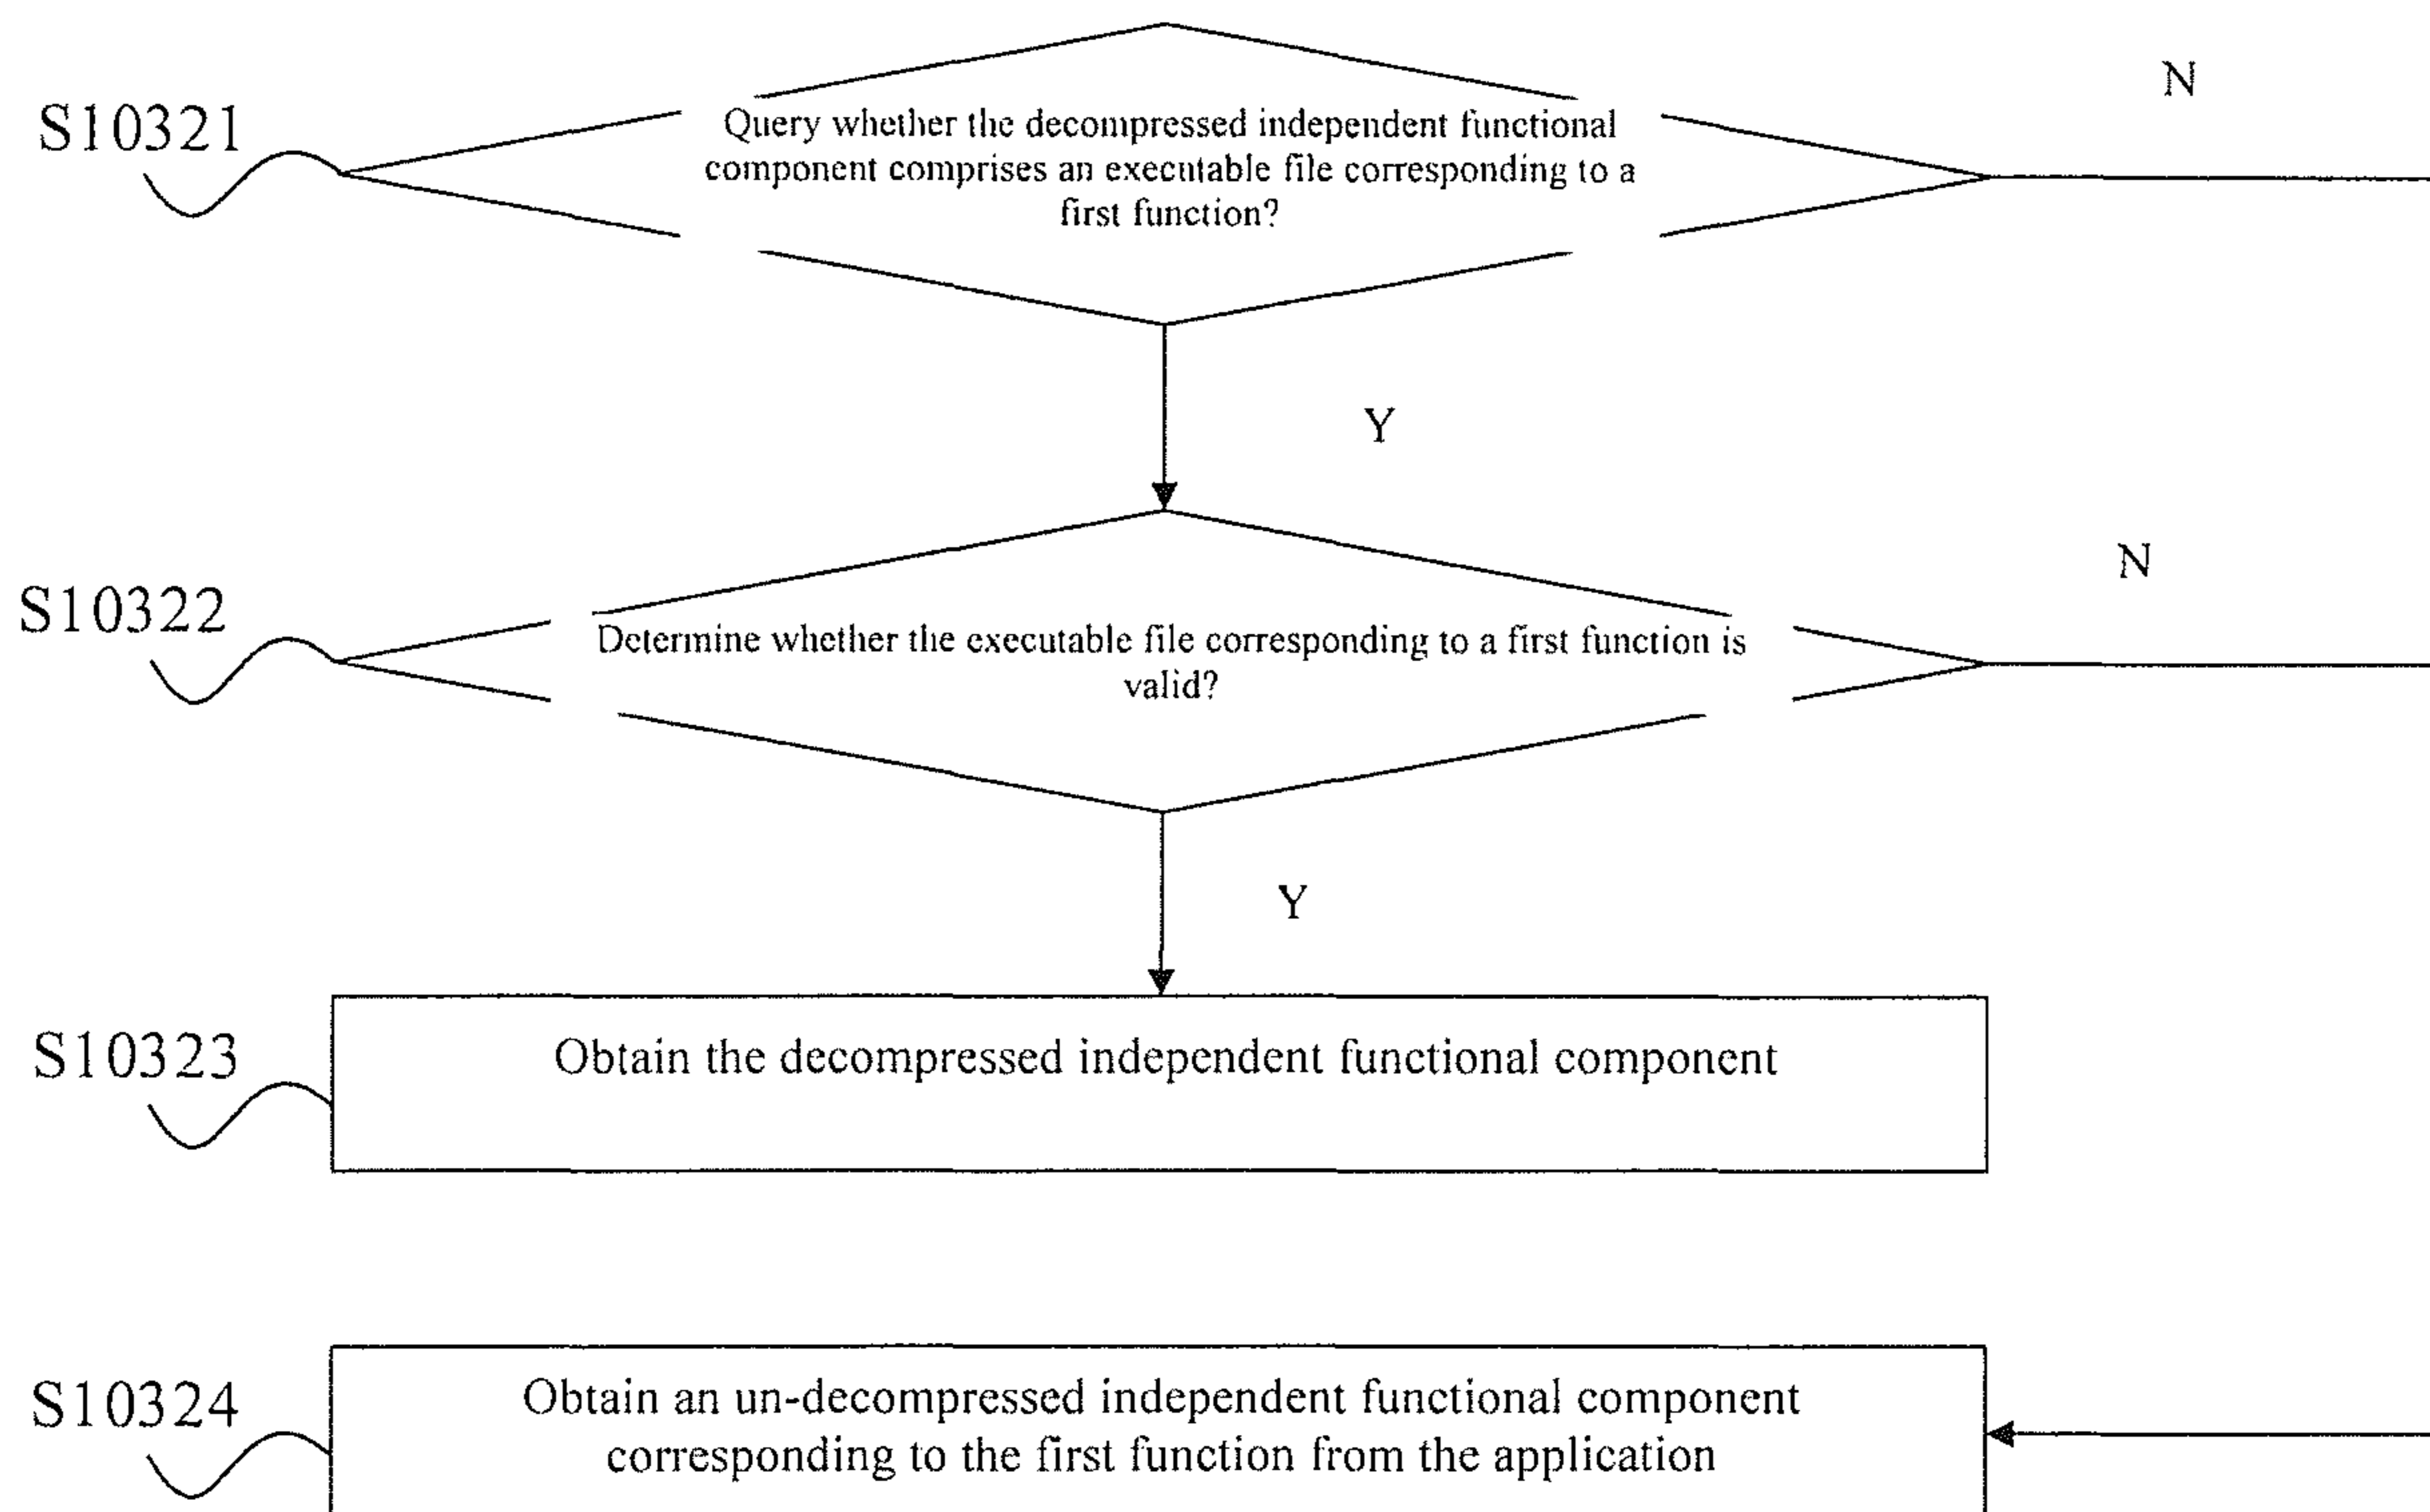 N
S10321
Query whether the decompressed independent functional
component comprises an executable file corresponding to a
first function?
Y
N
S10322
Determine whether the executable file corresponding to a first function is
valid?
Y
S10323
Obtain the decompressed independent functional component
S10324
Obtain an un-decompressed independent functional component
corresponding to the first function from the application